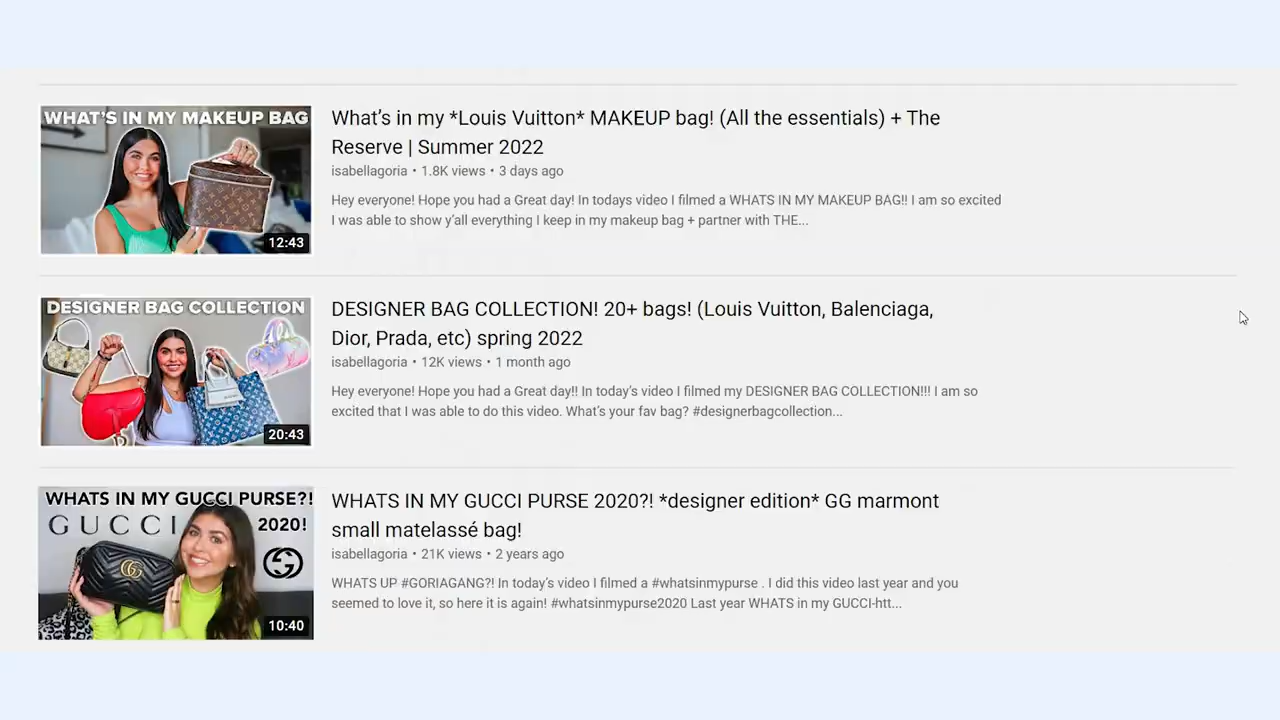 WHAT'S IN MY MAKEUP BAG
12:43
What's in my *Louis Vuitton* MAKEUP bag! (All the essentials) + The
Reserve | Summer 2022
isabellagoria • 1.8K views • 3 days ago
Hey everyone! Hope you had a Great day! In todays video I filmed a WHATS IN MY MAKEUP BAG!! I am so excited
I was able to show y'all everything I keep in my makeup bag + partner with THE...
DESIGNER BAG COLLECTION
20:43
DESIGNER BAG COLLECTION! 20+ bags! (Louis Vuitton, Balenciaga,
Dior, Prada, etc) spring 2022
isabellagoria • 12K views • 1 month ago
Hey everyone! Hope you had a Great day!! In today's video I filmed my DESIGNER BAG COLLECTION!!! I am so
excited that I was able to do this video. What's your fav bag? #designerbagcollection...
WHATS IN MY GUCCI PURSE?!
GUCCI
2020!
10:40
WHATS IN MY GUCCI PURSE 2020?! *designer edition* GG marmont
small matelassé bag!
isabellagoria • 21K views • 2 years ago
WHATS UP #GORIAGANG?! In today's video I filmed a #whatsinmypurse . I did this video last year and you
seemed to love it, so here it is again! #whatsinmypurse2020 Last year WHATS in my GUCCI-htt...